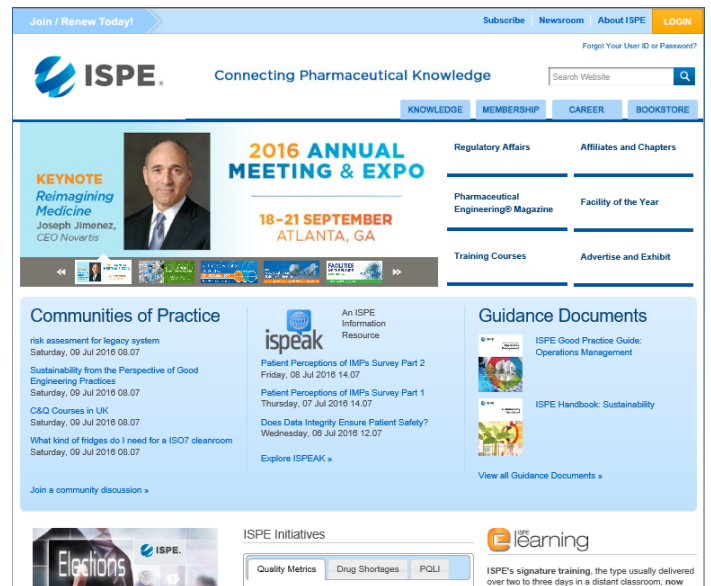 Join / Renew Today!
Subscribe Newsroom About ISPE LOGIN
Forgot Your User ID or Password?
ISPE.
Connecting Pharmaceutical Knowledge
Search Website
KNOWLEDGE MEMBERSHIP CAREER BOOKSTORE
KEYNOTE
Reimagining
Medicine
Joseph Jimenez,
CEO Novartis
2016 ANNUAL
MEETING & EXPO
18-21 SEPTEMBER
ATLANTA, GA
Regulatory Affairs
Affiliates and Chapters
Pharmaceutical
Engineering® Magazine
Facility of the Year
Training Courses
Advertise and Exhibit
FACILITIES
Communities of Practice
risk assesment for legacy system
Saturday, 09 Jul 2016 08.07
Sustainability from the Perspective of Good
Engineering Practices
Saturday, 09 Jul 2016 08.07
C&Q Courses in UK
Saturday, 09 Jul 2016 08.07
What kind of fridges do I need for a ISO7 cleanroom
Saturday, 09 Jul 2016 08.07
Join a community discussion »
ispeak
An ISPE
Information
Resource
Patient Perceptions of IMPs Survey Part 2
Friday, 08 Jul 2016 14.07
Patient Perceptions of IMPs Survey Part 1
Thursday, 07 Jul 2016 14.07
Does Data Integrity Ensure Patient Safety?
Wednesday, 06 Jul 2016 12.07
Explore ISPEAK »
Guidance Documents
ISPE Good Practice Guide:
Operations Management
ISPE Handbook: Sustainability
View all Guidance Documents »
Elections
ISPE.
ISPE Initiatives
Quality Metrics Drug Shortages PQLI
ISPE
elearning
ISPE's signature training, the type usually delivered
over two to three days in a distant classroom, now